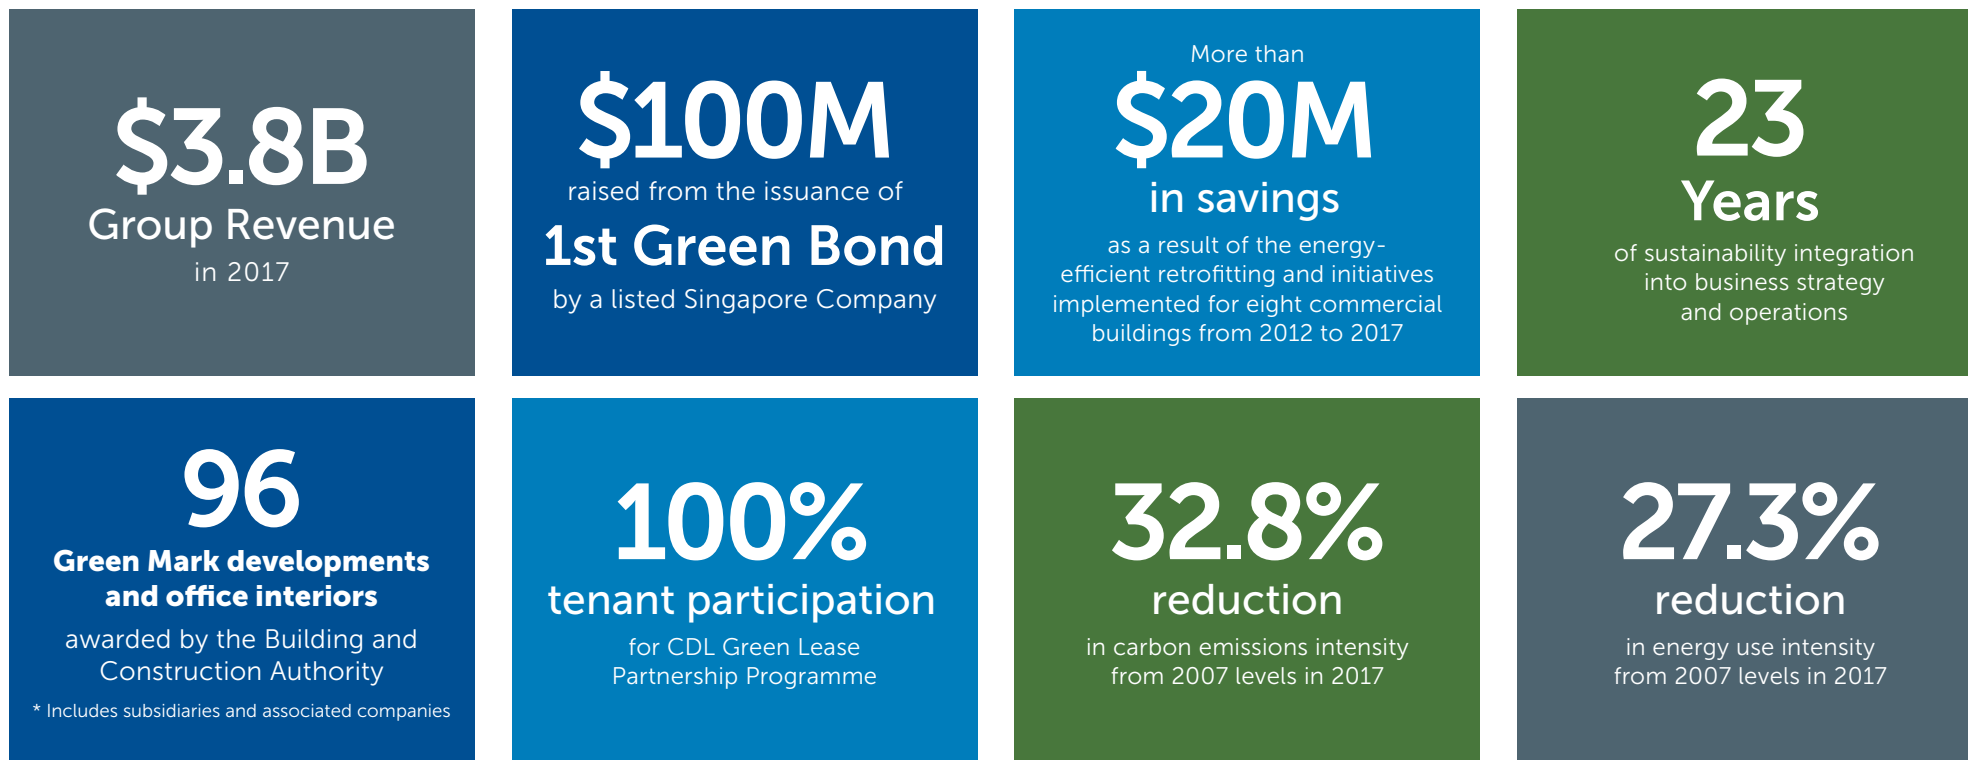 $3.8B
Group Revenue
in 2017
$100M
raised from the issuance of
1st Green Bond
by a listed Singapore Company
More than
$20M
in savings
as a result of the energy-
efficient retrofitting and initiatives
implemented for eight commercial
buildings from 2012 to 2017
23
Years
of sustainability integration
into business strategy
and operations
96
Green Mark developments
and office interiors
awarded by the Building and
Construction Authority
* Includes subsidiaries and associated companies
100%
tenant participation
for CDL Green Lease
Partnership Programme
32.8%
reduction
in carbon emissions intensity
from 2007 levels in 2017
27.3%
reduction
in energy use intensity
from 2007 levels in 2017